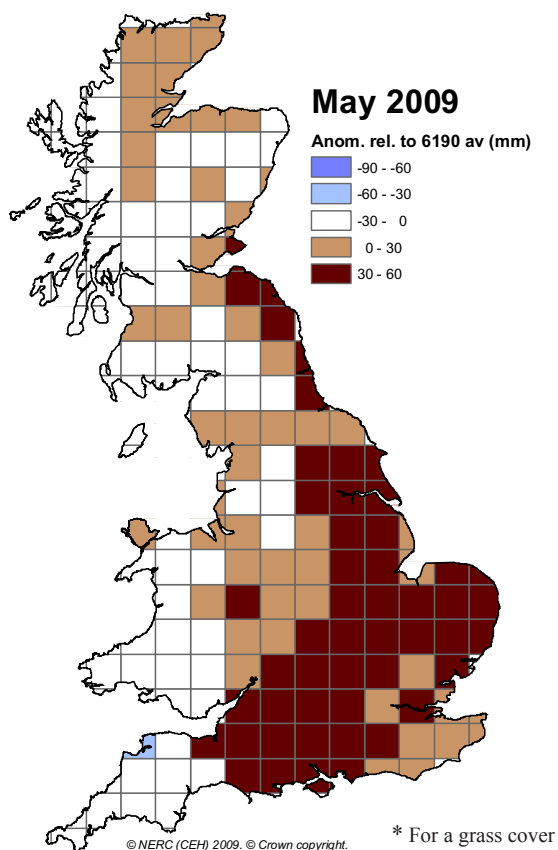 May 2009
Anom. rel. to 6190 av (mm)
-90 - -60
-60 - -30
-30 - 0
0 - 30
30 - 60
© NERC (CEH) 2009. © Crown copyright.
* For a grass cover